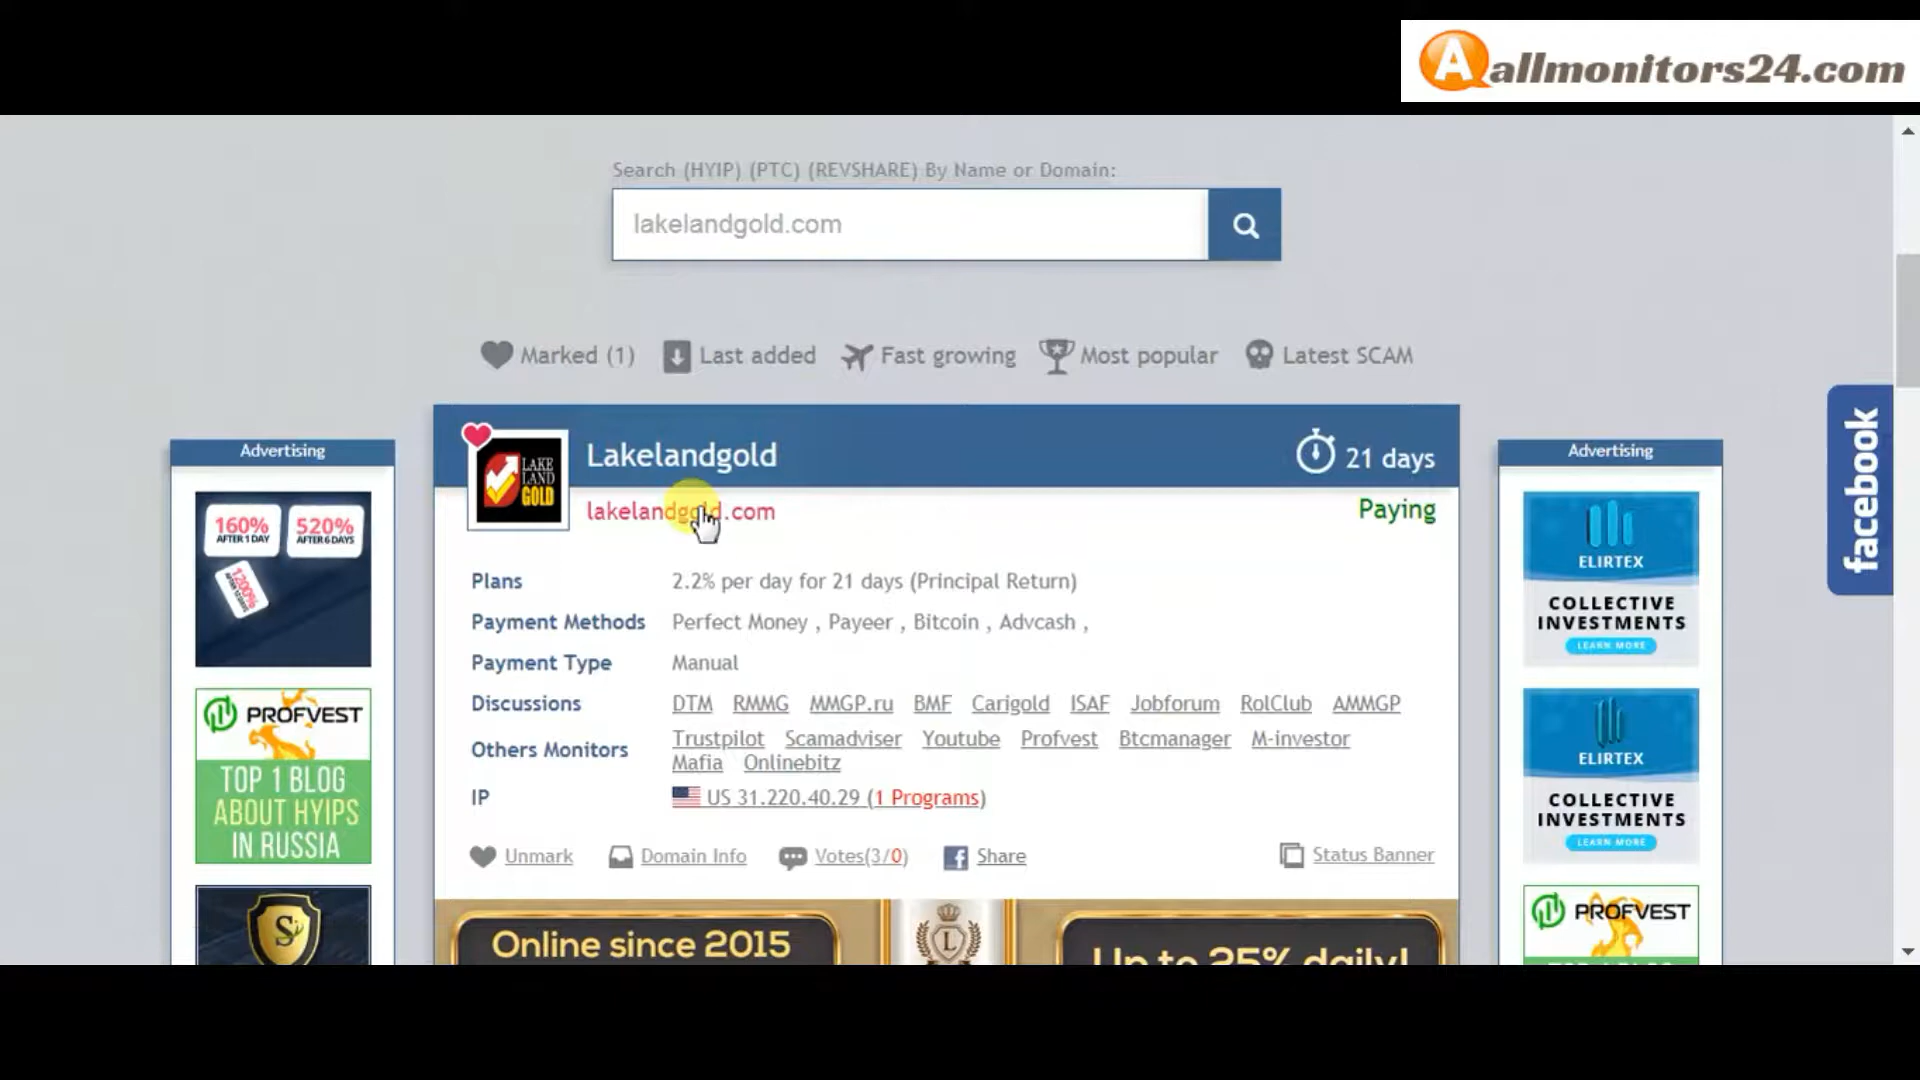 Aallmonitors24.com
Search (HYIP) (PTC) (REVSHARE) By Name or Domain:
lakelandgold.com
Marked (1) Last added Fast growing Most popular Latest SCAM
Advertising
160% AFTER 1 DAY
520% AFTER 6 DAYS
PROFVEST
TOP 1 BLOG
ABOUT HYIPS
IN RUSSIA
S
LAKE
LAND
GOLD
Lakelandgold
21 days
lakelandgold.com
Paying
Plans 2.2% per day for 21 days (Principal Return)
Payment Methods Perfect Money , Payeer , Bitcoin , Advcash ,
Payment Type Manual
Discussions DTM RMMG MMGP.ru BMF Carigold ISAF Jobforum RolClub AMMGP
Others Monitors Trustpilot Scamadviser Youtube Profvest Btcmanager M-investor
Mafia Onlinebitz
IP US 31.220.40.29 (1 Programs)
Unmark Domain Info Votes(3/0) Share Status Banner
Online since 2015
L
Up to 25% daily!
Advertising
ELIRTEX
COLLECTIVE
INVESTMENTS
LEARN MORE
ELIRTEX
COLLECTIVE
INVESTMENTS
LEARN MORE
PROFVEST
facebook